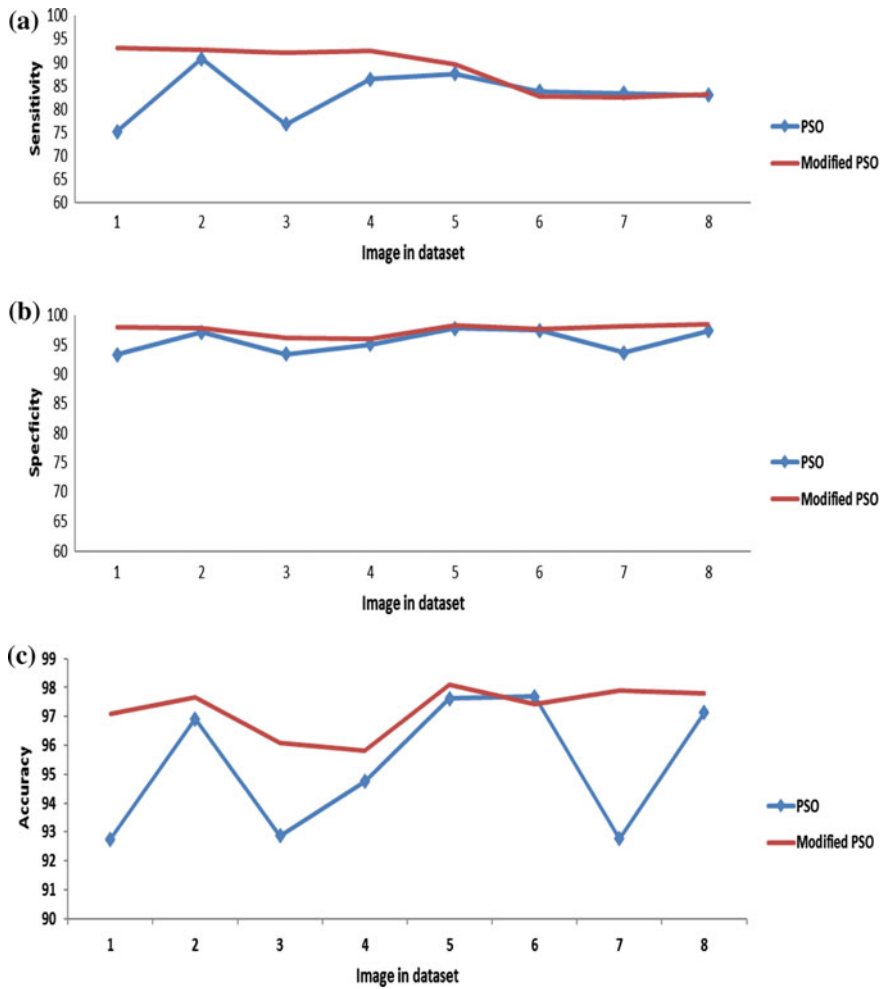 (a)
Sensitivity
100
95
90
85
80
75
70
65
60
1 2 3 4 5 6 7 8
Image in dataset
PSO
Modified PSO
(b)
Specficity
100
95
90
85
80
75
70
65
60
1 2 3 4 5 6 7 8
Image in dataset
PSO
Modified PSO
(c)
Accuracy
99
98
97
96
95
94
93
92
91
90
1 2 3 4 5 6 7 8
Image in dataset
PSO
Modified PSO